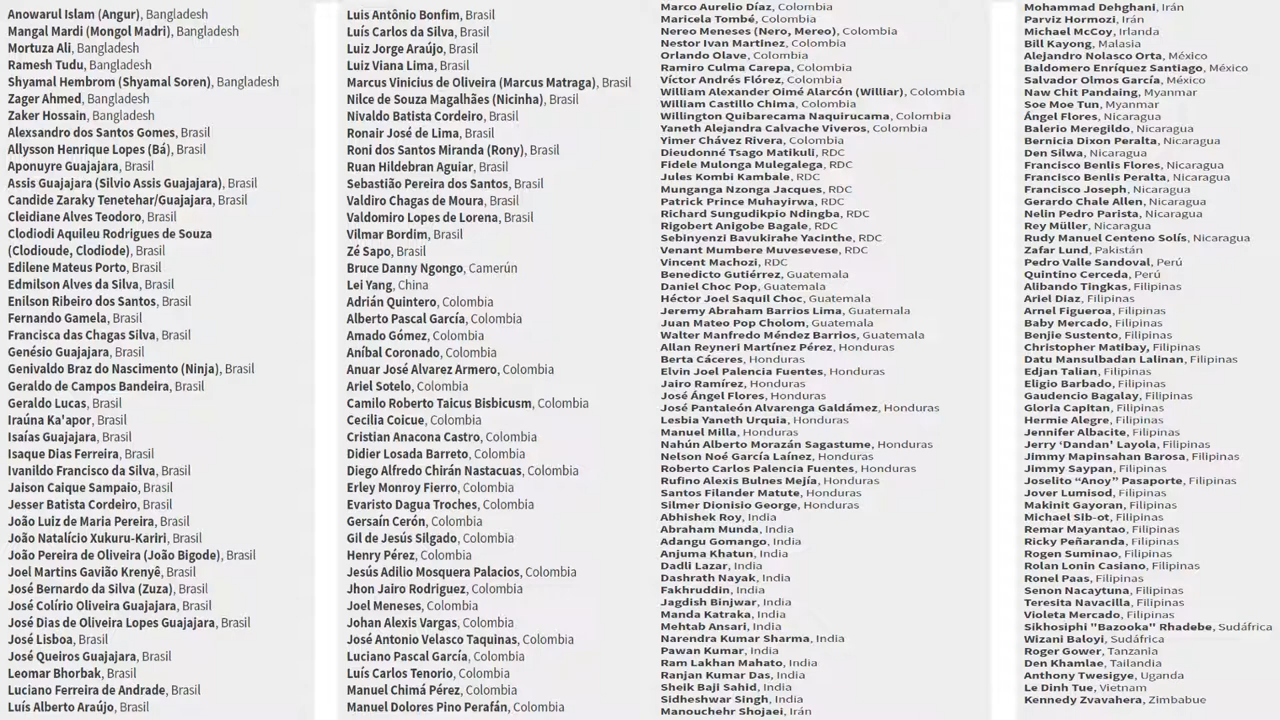 Anowarul Islam (Angur), Bangladesh
Mangal Mardi (Mongol Madri), Bangladesh
Mortuza Ali, Bangladesh
Ramesh Tudu, Bangladesh
Shyamal Hembrom (Shyamal Soren), Bangladesh
Zager Ahmed, Bangladesh
Zaker Hossain, Bangladesh
Alexsandro dos Santos Gomes, Brasil
Allysson Henrique Lopes (Bá), Brasil
Aponuyre Guajajara, Brasil
Assis Guajajara (Silvio Assis Guajajara), Brasil
Candide Zaraky Tenetehar/Guajajara, Brasil
Cleidiane Alves Teodoro, Brasil
Clodiodi Aquileu Rodrigues de Souza
(Clodioude, Clodiode), Brasil
Edilene Mateus Porto, Brasil
Edmilson Alves da Silva, Brasil
Enilson Ribeiro dos Santos, Brasil
Fernando Gamela, Brasil
Francisca das Chagas Silva, Brasil
Genésio Guajajara, Brasil
Genivaldo Braz do Nascimento (Ninja), Brasil
Geraldo de Campos Bandeira, Brasil
Geraldo Lucas, Brasil
Iraúna Ka'apor, Brasil
Isaías Guajajara, Brasil
Isaque Dias Ferreira, Brasil
Ivanildo Francisco da Silva, Brasil
Jaison Caique Sampaio, Brasil
Jesser Batista Cordeiro, Brasil
João Luiz de Maria Pereira, Brasil
João Natalício Xukuru-Kariri, Brasil
João Pereira de Oliveira (João Bigode), Brasil
Joel Martins Gavião Krenyê, Brasil
José Bernardo da Silva (Zuza), Brasil
José Colírio Oliveira Guajajara, Brasil
José Dias de Oliveira Lopes Guajajara, Brasil
José Lisboa, Brasil
José Queiros Guajajara, Brasil
Leomar Bhorbak, Brasil
Luciano Ferreira de Andrade, Brasil
Luís Alberto Araújo, Brasil
Luis Antônio Bonfim, Brasil
Luís Carlos da Silva, Brasil
Luiz Jorge Araújo, Brasil
Luiz Viana Lima, Brasil
Marcus Vinicius de Oliveira (Marcus Matraga), Brasil
Nilce de Souza Magalhães (Nicinha), Brasil
Nivaldo Batista Cordeiro, Brasil
Ronair José de Lima, Brasil
Roni dos Santos Miranda (Rony), Brasil
Ruan Hildebran Aguiar, Brasil
Sebastião Pereira dos Santos, Brasil
Valdiro Chagas de Moura, Brasil
Valdomiro Lopes de Lorena, Brasil
Vilmar Bordim, Brasil
Zé Sapo, Brasil
Bruce Danny Ngongo, Camerún
Lei Yang, China
Adrián Quintero, Colombia
Alberto Pascal García, Colombia
Amado Gómez, Colombia
Aníbal Coronado, Colombia
Anuar José Alvarez Armero, Colombia
Ariel Sotelo, Colombia
Camilo Roberto Taicus Bisbicusm, Colombia
Cecilia Coicue, Colombia
Cristian Anacona Castro, Colombia
Didier Losada Barreto, Colombia
Diego Alfredo Chirán Nastacuas, Colombia
Erley Monroy Fierro, Colombia
Evaristo Dagua Troches, Colombia
Gersaín Cerón, Colombia
Gil de Jesús Silgado, Colombia
Henry Pérez, Colombia
Jesús Adilio Mosquera Palacios, Colombia
Jhon Jairo Rodriguez, Colombia
Joel Meneses, Colombia
Johan Alexis Vargas, Colombia
José Antonio Velasco Taquinas, Colombia
Luciano Pascal García, Colombia
Luís Carlos Tenorio, Colombia
Manuel Chimá Pérez, Colombia
Manuel Dolores Pino Perafán, Colombia
Marco Aurelio Díaz, Colombia
Maricela Tombé, Colombia
Nereo Meneses (Nero, Mereo), Colombia
Nestor Ivan Martínez, Colombia
Orlando Olave, Colombia
Ramiro Culma Carepa, Colombia
Víctor Andrés Flórez, Colombia
William Alexander Oimé Alarcón (Williar), Colombia
William Castillo Chima, Colombia
Willington Quibarecama Naquirucama, Colombia
Yaneth Alejandra Calvache Viveros, Colombia
Yimer Chávez Rivera, Colombia
Dieudonné Tsago Matikuli, RDC
Fidele Mulonga Mulegalega, RDC
Jules Kombi Kambale, RDC
Munganga Nzonga Jacques, RDC
Patrick Prince Muhayirwa, RDC
Richard Sungudikpio Ndingba, RDC
Rigobert Anigobe Bagale, RDC
Sebinyenzi Bavukirahe Yacinthe, RDC
Venant Mumbere Muvesevese, RDC
Vincent Machozi, RDC
Benedicto Gutiérrez, Guatemala
Daniel Choc Pop, Guatemala
Héctor Joel Saquil Choc, Guatemala
Jeremy Abraham Barrios Lima, Guatemala
Juan Mateo Pop Cholom, Guatemala
Walter Manfredo Méndez Barrios, Guatemala
Allan Reyneri Martínez Pérez, Honduras
Berta Cáceres, Honduras
Elvin Joel Palencia Fuentes, Honduras
Jairo Ramírez, Honduras
José Ángel Flores, Honduras
José Pantaleón Alvarenga Galdámez, Honduras
Lesbia Yaneth Urquia, Honduras
Manuel Milla, Honduras
Nahún Alberto Morazán Sagastume, Honduras
Nelson Noé García Laínez, Honduras
Roberto Carlos Palencia Fuentes, Honduras
Rufino Alexis Bulnes Mejía, Honduras
Santos Filander Matute, Honduras
Silmer Dionisio George, Honduras
Abhishek Roy, India
Abraham Munda, India
Adangu Gomango, India
Anjuma Khatun, India
Dadli Lazar, India
Dashrath Nayak, India
Fakhruddin, India
Jagdish Binjwar, India
Manda Katraka, India
Mehtab Ansari, India
Narendra Kumar Sharma, India
Pawan Kumar, India
Ram Lakhan Mahato, India
Ranjan Kumar Das, India
Sheik Baji Sahid, India
Sidheshwar Singh, India
Manouchehr Shojaei, Irán
Mohammad Dehghani, Irán
Parviz Hormozi, Irán
Michael McCoy, Irlanda
Bill Kayong, Malasia
Alejandro Nolasco Orta, México
Baldomero Enríquez Santiago, México
Salvador Olmos García, México
Naw Chit Pandaing, Myanmar
Soe Moe Tun, Myanmar
Ángel Flores, Nicaragua
Balerio Meregildo, Nicaragua
Bernicia Dixon Peralta, Nicaragua
Den Silwa, Nicaragua
Francisco Benlis Flores, Nicaragua
Francisco Benlis Peralta, Nicaragua
Francisco Joseph, Nicaragua
Gerardo Chale Allen, Nicaragua
Nelin Pedro Parista, Nicaragua
Rey Müller, Nicaragua
Rudy Manuel Centeno Solís, Nicaragua
Zafar Lund, Pakistán
Pedro Valle Sandoval, Perú
Quintino Cerceda, Perú
Alibando Tingkas, Filipinas
Ariel Diaz, Filipinas
Arnel Figueroa, Filipinas
Baby Mercado, Filipinas
Benjie Sustento, Filipinas
Christopher Matibay, Filipinas
Datu Mansulbadan Lalinan, Filipinas
Edjan Talian, Filipinas
Eligio Barbado, Filipinas
Gaudencio Bagalay, Filipinas
Gloria Capitan, Filipinas
Hermie Alegre, Filipinas
Jennifer Albacite, Filipinas
Jerry ‘Dandan’ Layola, Filipinas
Jimmy Mapinsahan Barosa, Filipinas
Jimmy Saypan, Filipinas
Joselito “Anoy” Pasaporte, Filipinas
Jover Lumisod, Filipinas
Makinit Gayoran, Filipinas
Michael Sib-ot, Filipinas
Remar Mayantao, Filipinas
Ricky Peñaranda, Filipinas
Rogen Suminao, Filipinas
Rolan Lonin Casiano, Filipinas
Ronel Paas, Filipinas
Senon Nacaytuna, Filipinas
Teresita Navacilla, Filipinas
Violeta Mercado, Filipinas
Sikhosiphi "Bazooka" Rhadebe, Sudáfrica
Wizani Baloyi, Sudáfrica
Roger Gower, Tanzania
Den Khamlae, Tailandia
Anthony Twesigye, Uganda
Le Dinh Tue, Vietnam
Kennedy Zvavahera, Zimbabue